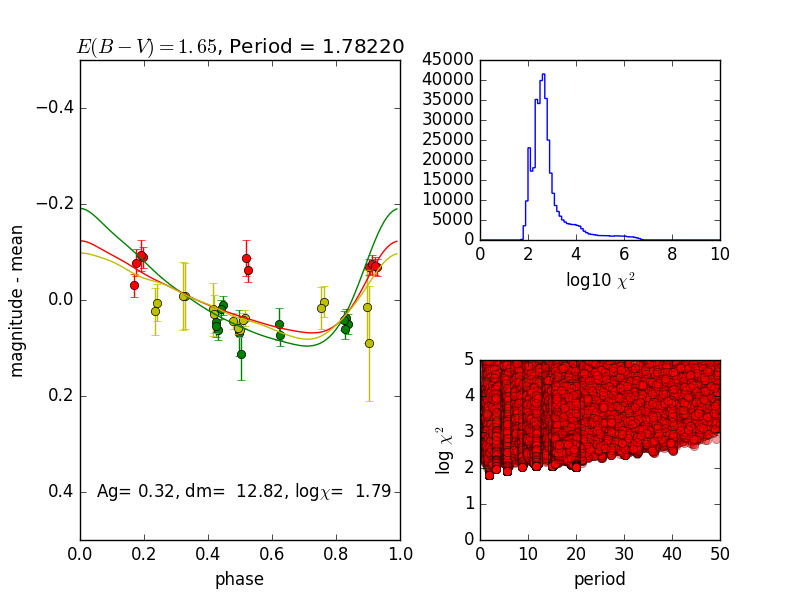 E(B − V) = 1.65, Period = 1.78220
−0.4
−0.2
0.0
0.2
0.4
magnitude - mean
Ag= 0.32, dm= 12.82, logχ= 1.79
0.0 0.2 0.4 0.6 0.8 1.0
phase
45000
40000
35000
30000
25000
20000
15000
10000
5000
0
0 2 4 6 8 10
log10 χ²
5
4
3
2
1
0
log χ²
0 10 20 30 40 50
period